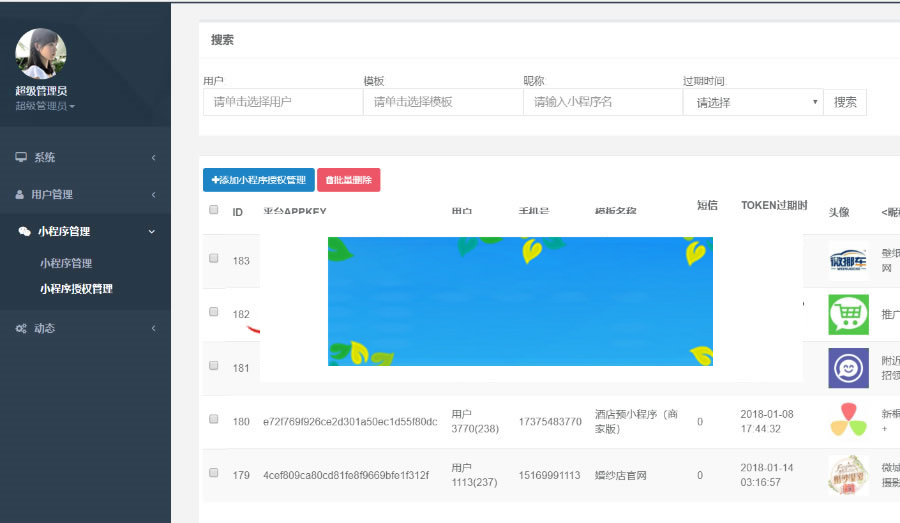 超级管理员
超级管理员
系统
用户管理
小程序管理
小程序管理
小程序授权管理
动态
搜索
用户: 模板: 昵称: 过期时间:
请单击选择用户 请单击选择模板 请输入小程序名 请选择 搜索
+添加小程序授权管理 批量删除
ID 平台APPKEY 用户 手机号 模板名称 短信 TOKEN过期时 头像 <昵
183 微挪车 壁纸
网
182 推广
181 附近
招领
180 e72f769f926ce2d301a50ec1d55f80dc 用户 17375483770 酒店预小程序（商 0 2018-01-08 新
3770(238) 家版） 17:44:32 +
179 4cef809ca80cd81fe8f9669bfe1f312f 用户 15169991113 婚纱店官网 0 2018-01-14 微城
1113(237) 03:16:57 摄影